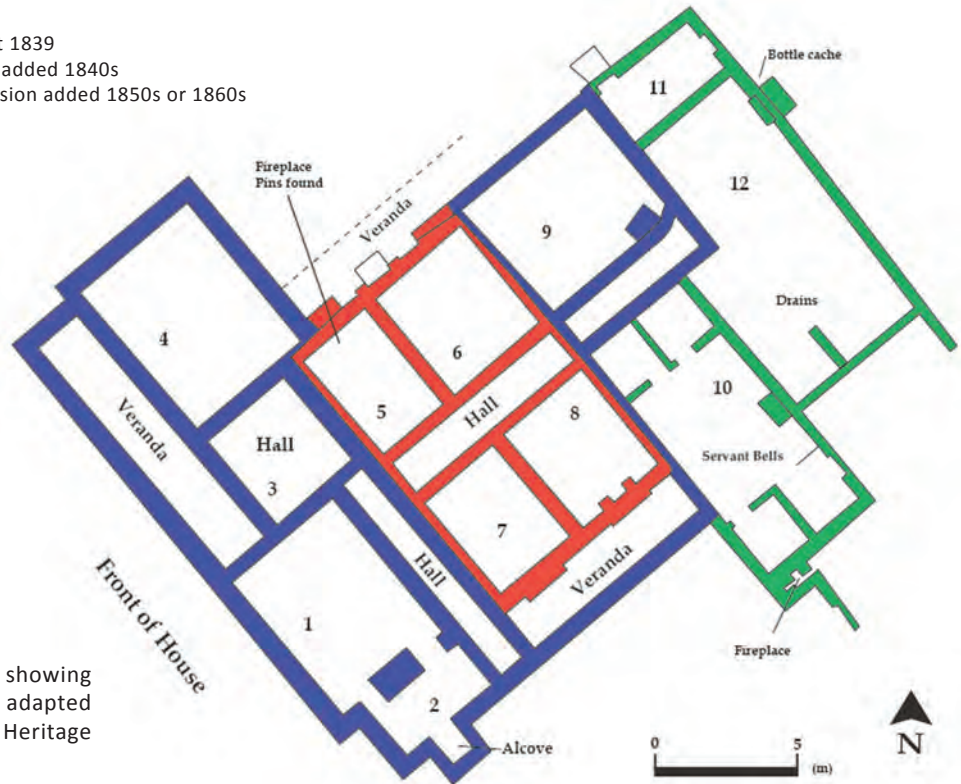 t 1839
added 1840s
sion added 1850s or 1860s
Bottle cache
11
12
Fireplace
Pins found
Veranda
9
4
6
Drains
5
10
Hall
8
Veranda
Hall
Servant Bells
3
7
Hall
Veranda
Front of House
1
Fireplace
2
showing
adapted
Heritage
Alcove
0 5
(m)
N